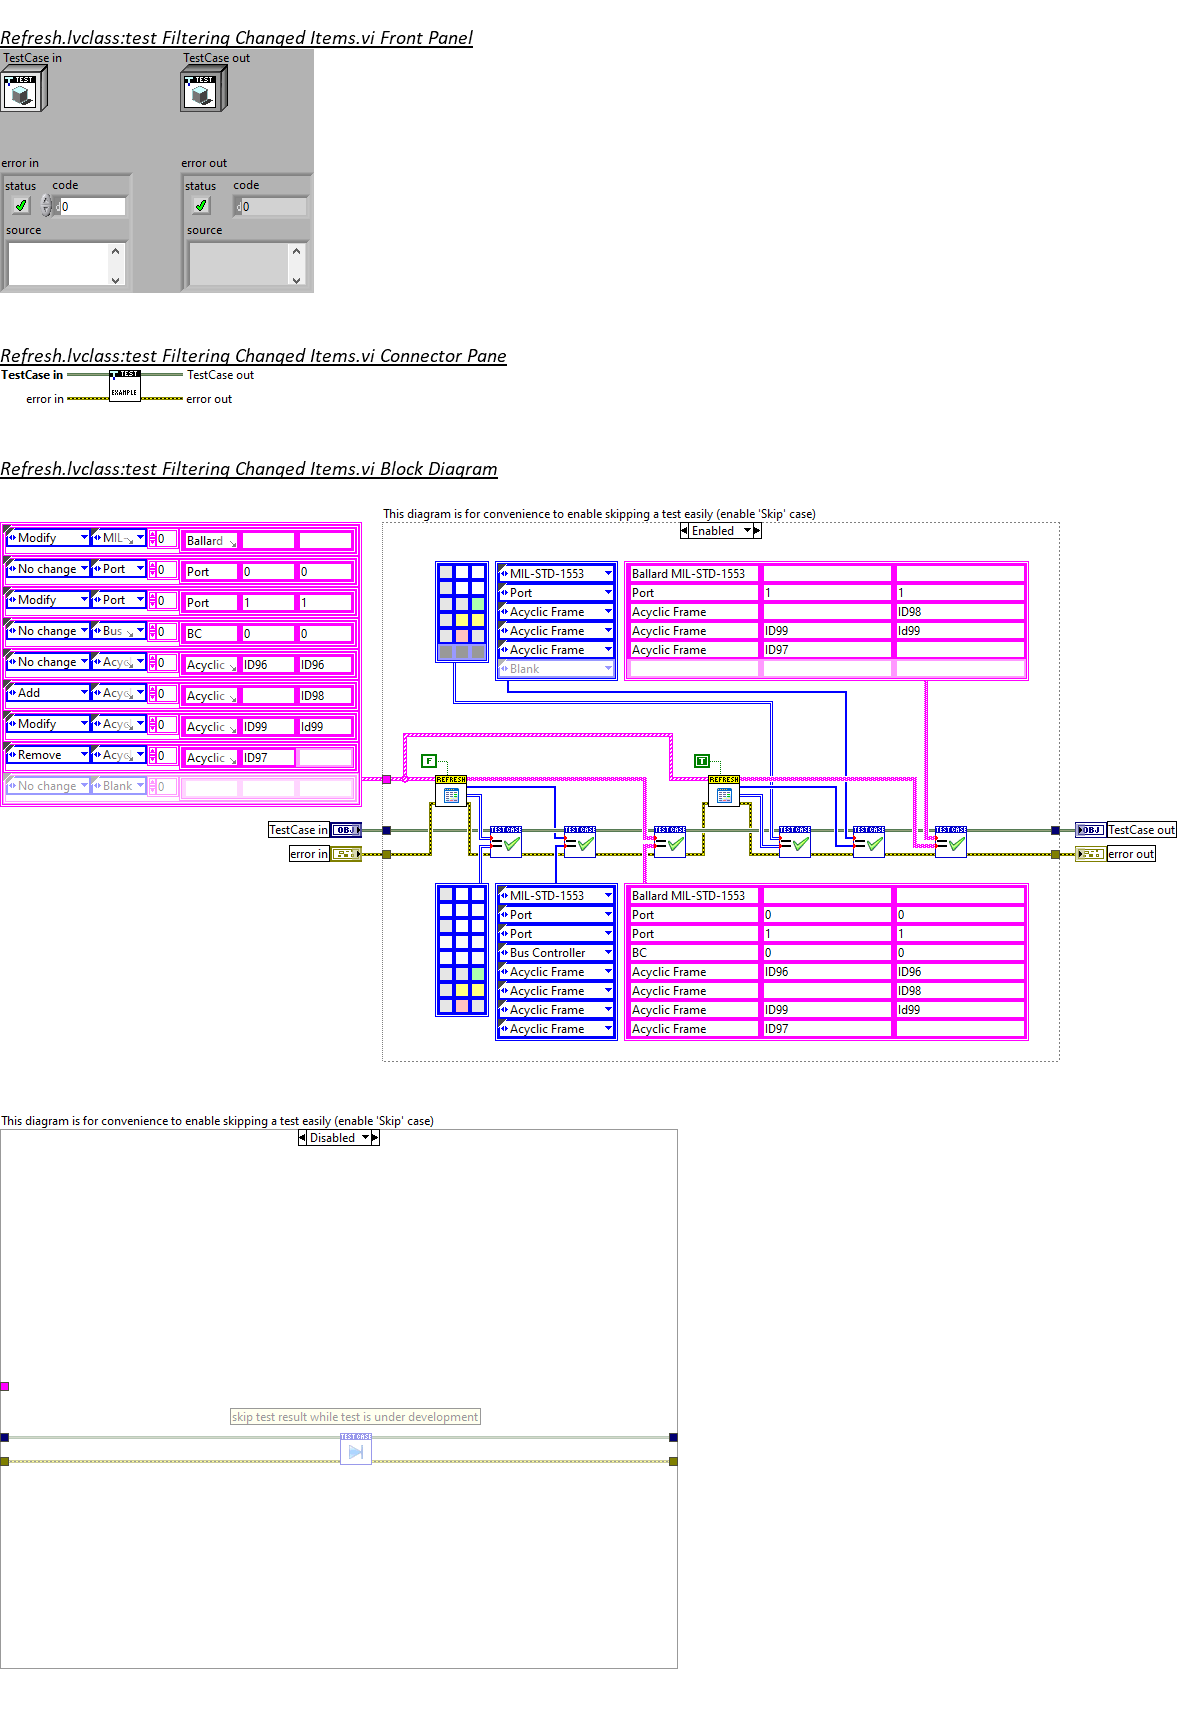 Refresh.lvclass:test Filtering Changed Items.vi Front Panel
TestCase in TestCase out
TEST TEST
error in error out
status code status code
0 0
source source
Refresh.lvclass:test Filtering Changed Items.vi Connector Pane
TestCase in TEST TestCase out
EXAMPLE
error in error out
Refresh.lvclass:test Filtering Changed Items.vi Block Diagram
This diagram is for convenience to enable skipping a test easily (enable 'Skip' case)
Enabled
Modify MIL- 0 Ballard
No change Port 0 Port 0 0
Modify Port 0 Port 1 1
No change Bus 0 BC 0 0
No change Acyc 0 Acyclic ID96 ID96
Add Acyc 0 Acyclic ID98
Modify Acyc 0 Acyclic ID99 Id99
Remove Acyc 0 Acyclic ID97
No change Blank 0
MIL-STD-1553 Ballard MIL-STD-1553
Port Port 1 1
Acyclic Frame Acyclic Frame ID98
Acyclic Frame Acyclic Frame ID99 Id99
Acyclic Frame Acyclic Frame ID97
Blank
F T
REFRESH REFRESH
TestCase in OBJ TEST CASE TEST CASE TEST CASE TEST CASE TEST CASE TEST CASE OBJ TestCase out
error in error out
MIL-STD-1553 Ballard MIL-STD-1553
Port Port 0 0
Port Port 1 1
Bus Controller BC 0 0
Acyclic Frame Acyclic Frame ID96 ID96
Acyclic Frame Acyclic Frame ID98
Acyclic Frame Acyclic Frame ID99 Id99
Acyclic Frame Acyclic Frame ID97
This diagram is for convenience to enable skipping a test easily (enable 'Skip' case)
Disabled
skip test result while test is under development
TEST CASE